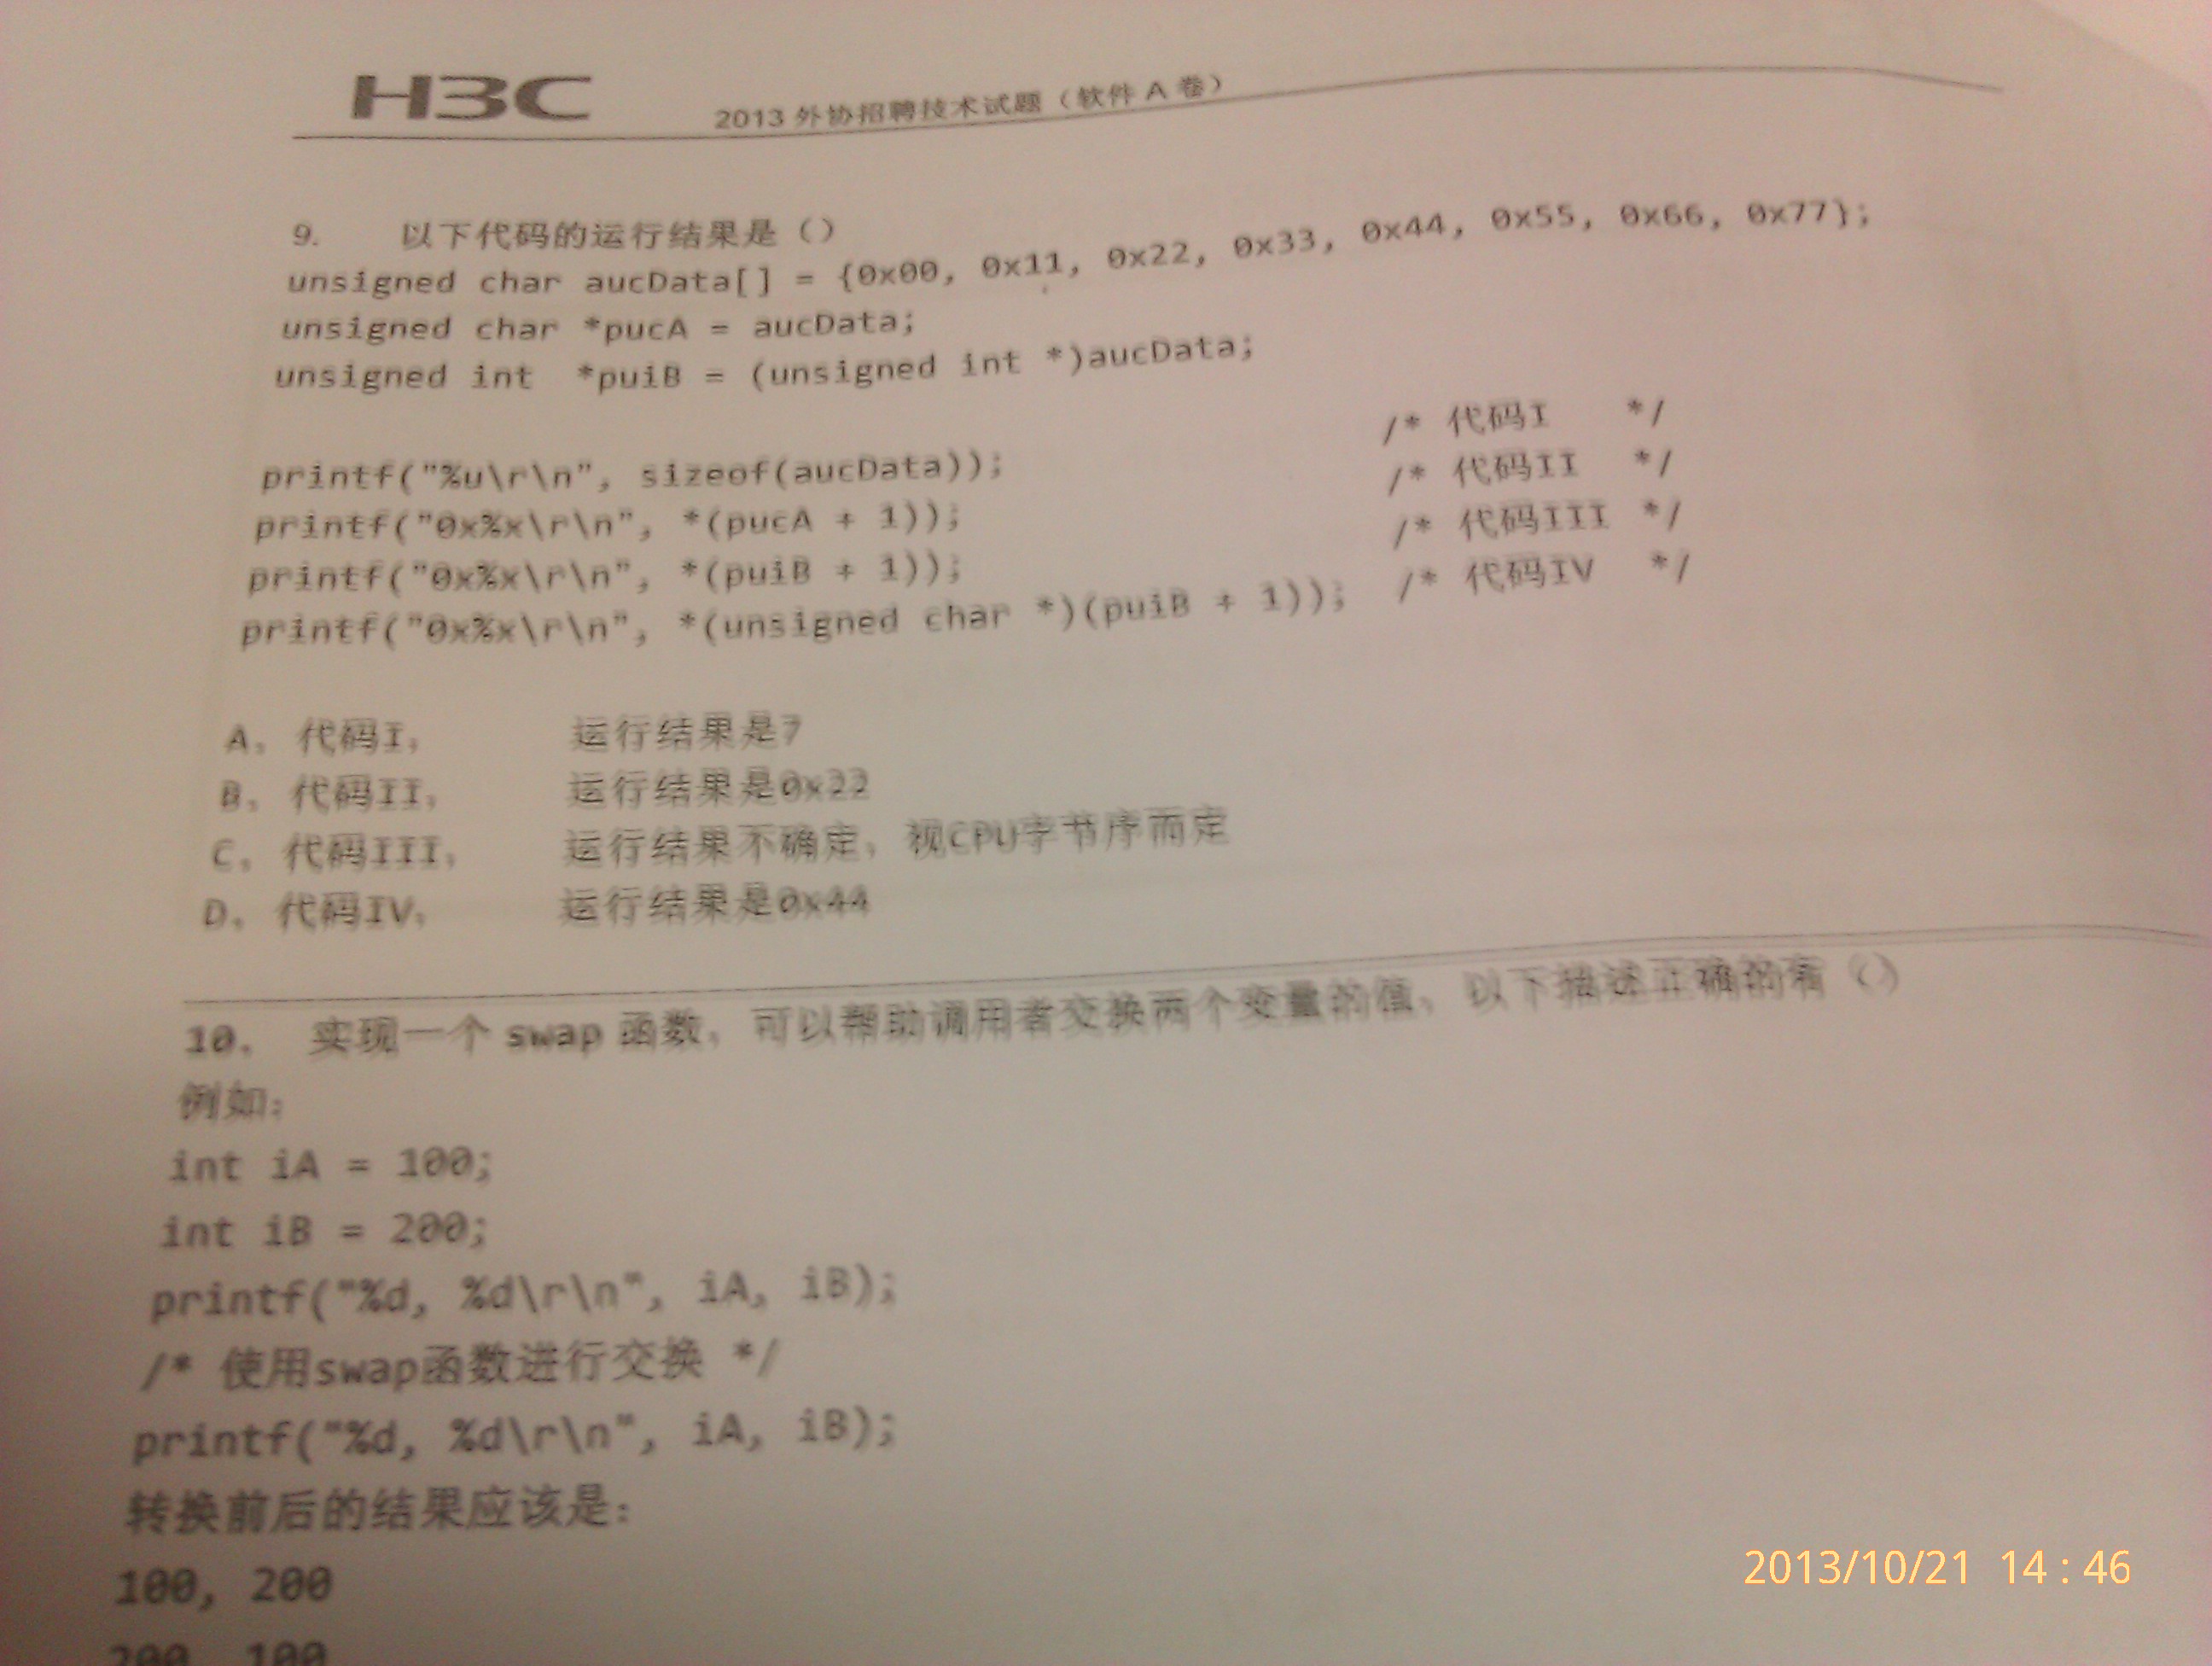 H3C
2013 外协招聘技术试题（软件 A 卷）
9. 以下代码的运行结果是（）
unsigned char aucData[] = {0x00, 0x11, 0x22, 0x33, 0x44, 0x55, 0x66, 0x77};
unsigned char *pucA = aucData;
unsigned int *puiB = (unsigned int *)aucData;
printf("%u\r\n", sizeof(aucData)); /* 代码I */
printf("0x%x\r\n", *(pucA + 1)); /* 代码II */
printf("0x%x\r\n", *(puiB + 1)); /* 代码III */
printf("0x%x\r\n", *(unsigned char *)(puiB + 1)); /* 代码IV */
A. 代码I， 运行结果是7
B. 代码II， 运行结果是0x22
C. 代码III， 运行结果不确定，视CPU字节序而定
D. 代码IV， 运行结果是0x44
10. 实现一个 swap 函数，可以帮助调用者交换两个变量的值，以下描述正确的有（）
例如：
int iA = 100;
int iB = 200;
printf("%d, %d\r\n", iA, iB);
/* 使用swap函数进行交换 */
printf("%d, %d\r\n", iA, iB);
转换前后的结果应该是：
100, 200
200, 100
2013/10/21 14:46